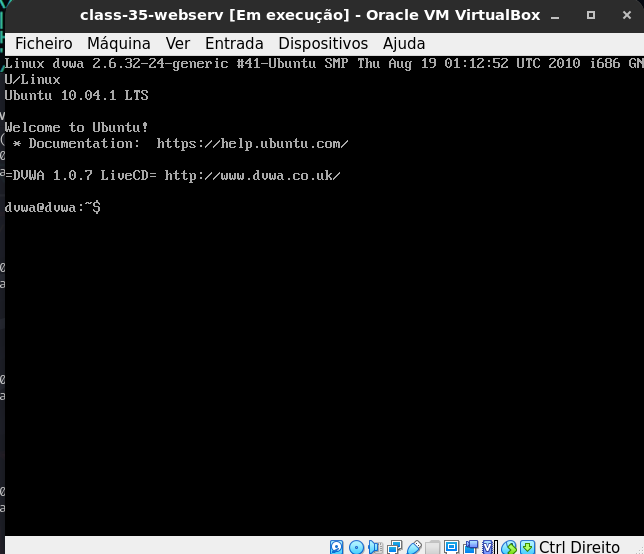 class-35-webserv [Em execução] - Oracle VM VirtualBox
Ficheiro Máquina Ver Entrada Dispositivos Ajuda
Linux dvwa 2.6.32-24-generic #41-Ubuntu SMP Thu Aug 19 01:12:52 UTC 2010 i686 GN
U/Linux
Ubuntu 10.04.1 LTS
Welcome to Ubuntu!
* Documentation:  https://help.ubuntu.com/
=DVWA 1.0.7 LiveCD= http://www.dvwa.co.uk/
dvwa@dvwa:~$
Ctrl Direito